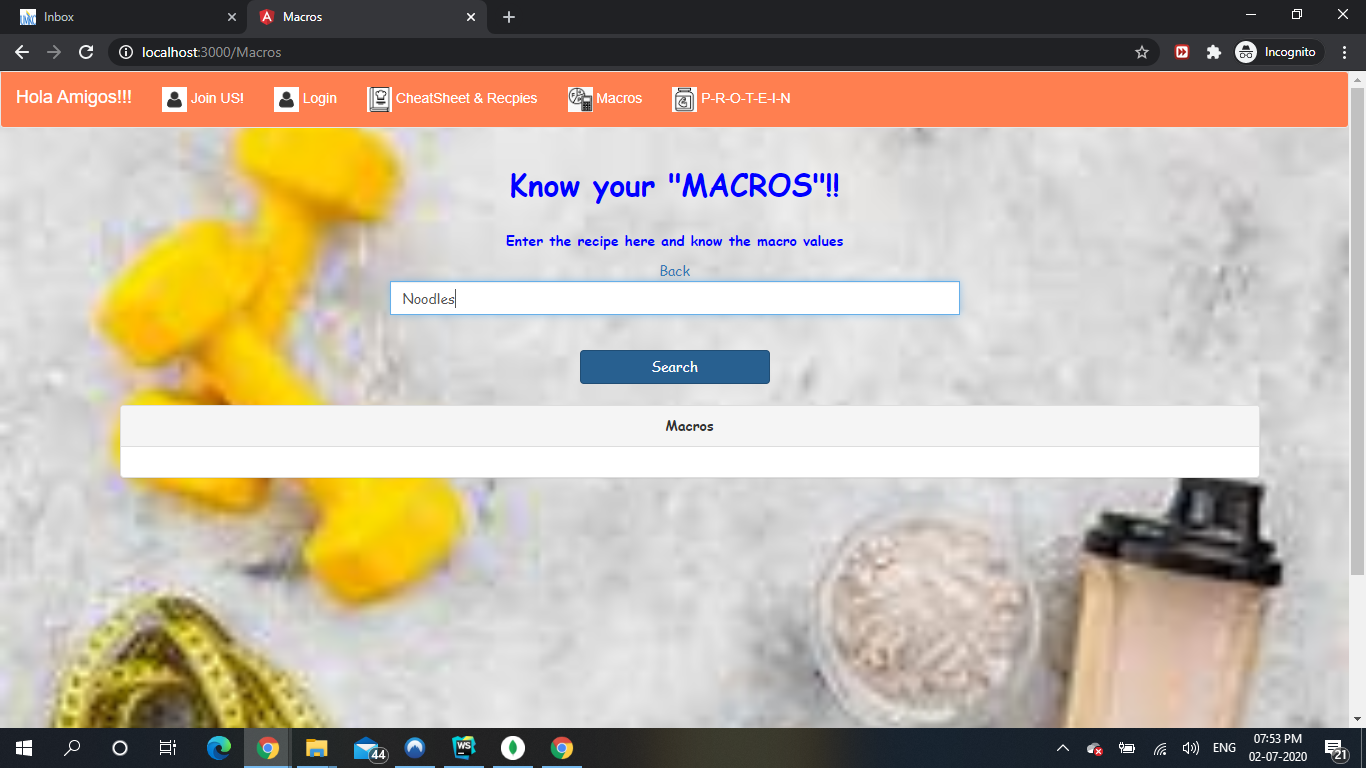 Inbox
Macros
localhost:3000/Macros
Incognito
Hola Amigos!!!
Join US!
Login
CheatSheet & Recpies
Macros
P-R-O-T-E-I-N
Know your "MACROS"!!
Enter the recipe here and know the macro values
Back
Noodles
Search
Macros
44
WS
ENG
07:53 PM
02-07-2020
21